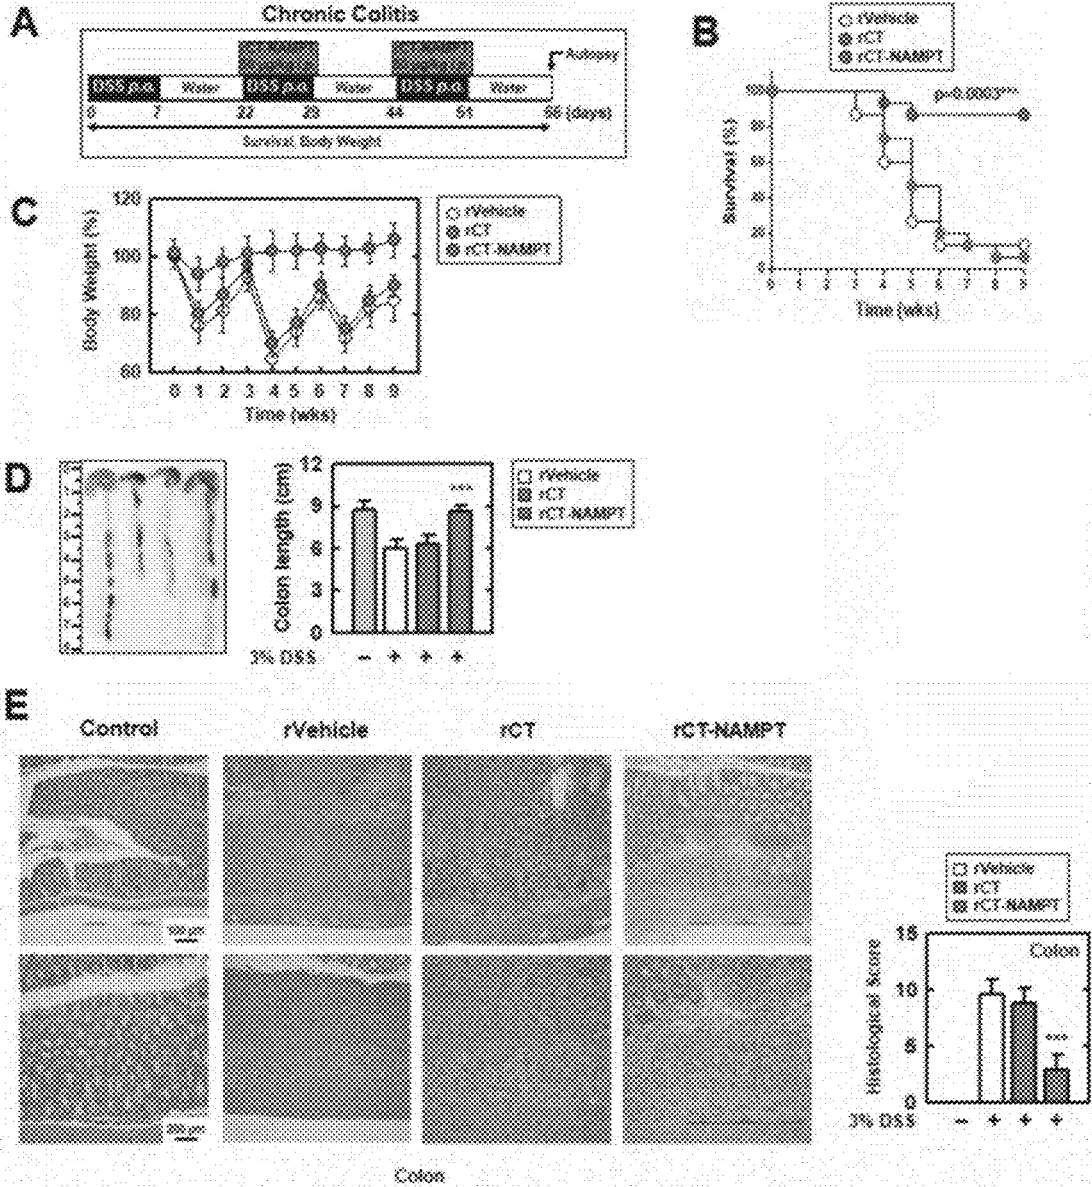 A
Chronic Colitis
Autopsy
DSS p.o. Water DSS p.o. Water DSS p.o. Water
0 7 22 29 44 51 66 (days)
Survival, Body Weight
B
rVehicle
rCT
rCT-NAMPT
p=0.0003***
Survival (%)
100
80
60
40
20
0
1 2 3 4 5 6 7 8 9
Time (wks)
C
rVehicle
rCT
rCT-NAMPT
Body Weight (%)
120
100
80
60
0 1 2 3 4 5 6 7 8 9
Time (wks)
D
Colon length (cm)
12
9
6
3
0
***
3% DSS − + + +
rVehicle
rCT
rCT-NAMPT
E
Control rVehicle rCT rCT-NAMPT
100 μm
200 μm
Colon
rVehicle
rCT
rCT-NAMPT
Histological Score
15
10
5
0
Colon
***
3% DSS − + + +